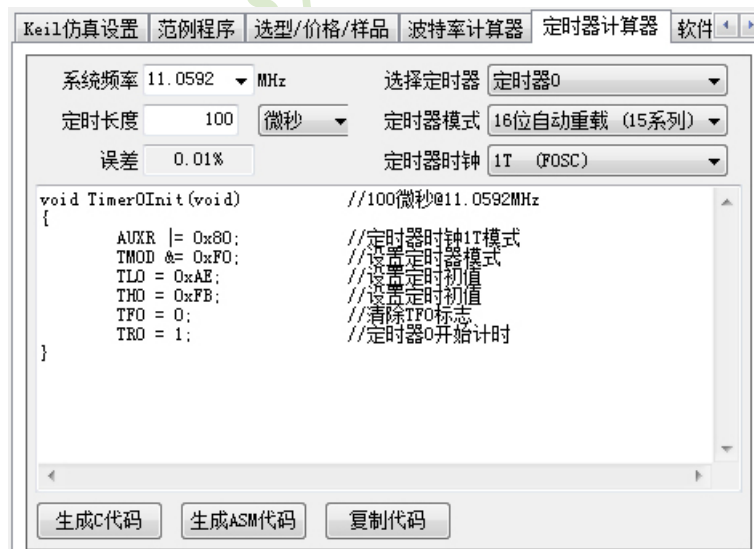 Keil仿真设置 范例程序 选型/价格/样品 波特率计算器 定时器计算器 软件
系统频率 11.0592 MHz 选择定时器 定时器0
定时长度 100 微秒 定时器模式 16位自动重载 (15系列)
误差 0.01% 定时器时钟 1T (FOSC)
void Timer0Init(void) //100微秒@11.0592MHz
{
AUXR |= 0x80; //定时器时钟1T模式
TMOD &= 0xF0; //设置定时器模式
TL0 = 0xAE; //设置定时初值
TH0 = 0xFB; //设置定时初值
TF0 = 0; //清除TF0标志
TR0 = 1; //定时器0开始计时
}
生成C代码 生成ASM代码 复制代码